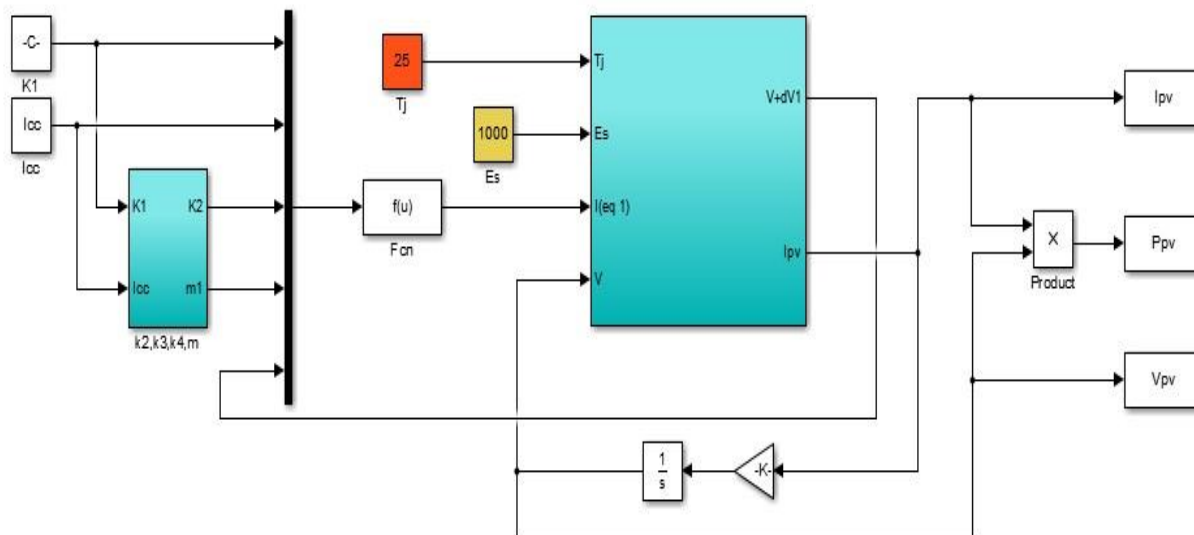 -C-
K1
Icc
Icc
K1
K2
Icc
m1
k2,k3,k4,m
f(u)
Fcn
25
Tj
1000
Es
Tj
Es
I(eq 1)
V
V+dV1
Ipv
1
s
-K-
X
Product
Ipv
Ppv
Vpv